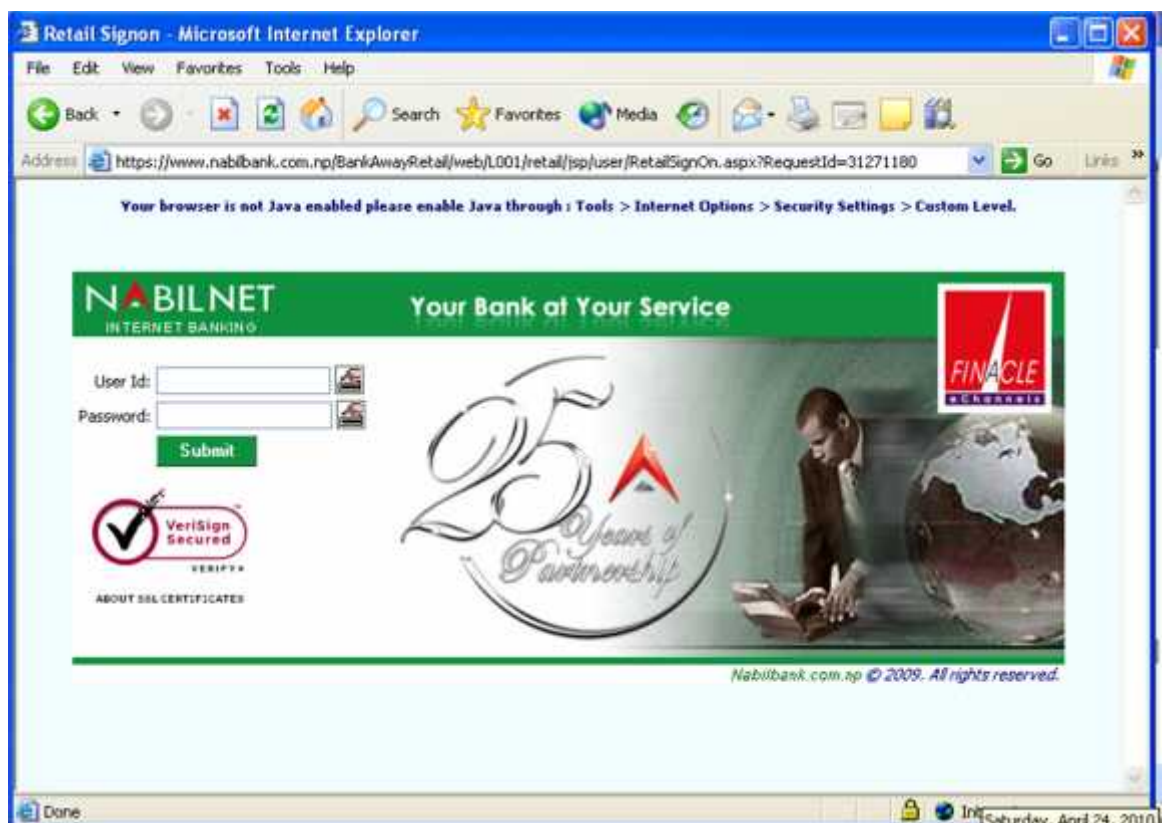 Retail Signon - Microsoft Internet Explorer
File Edit View Favorites Tools Help
Back Search Favorites Media
Address https://www.nabilbank.com.np/BankAwayRetail/web/L001/retail/jsp/user/RetailSignOn.aspx?RequestId=31271180 Go Links »
Your browser is not Java enabled please enable Java through : Tools > Internet Options > Security Settings > Custom Level.
NABILNET
INTERNET BANKING
Your Bank at Your Service
FINACLE
eChannels
User Id:
Password:
Submit
25
Years of
Partnership
VeriSign
Secured
VERIFY
ABOUT SSL CERTIFICATES
Nabilbank.com.np © 2009. All rights reserved.
Done
Saturday, April 24, 2010